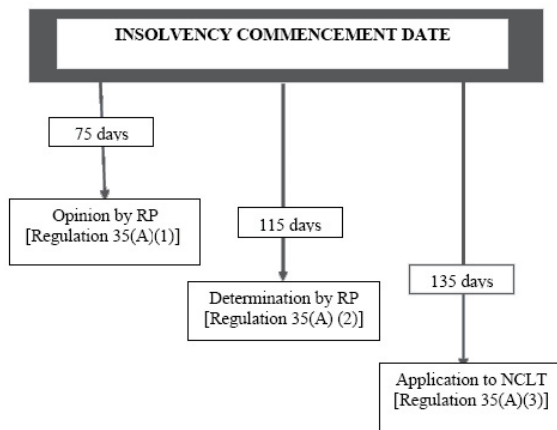 INSOLVENCY COMMENCEMENT DATE
75 days
Opinion by RP
[Regulation 35(A)(1)]
115 days
Determination by RP
[Regulation 35(A) (2)]
135 days
Application to NCLT
[Regulation 35(A)(3)]